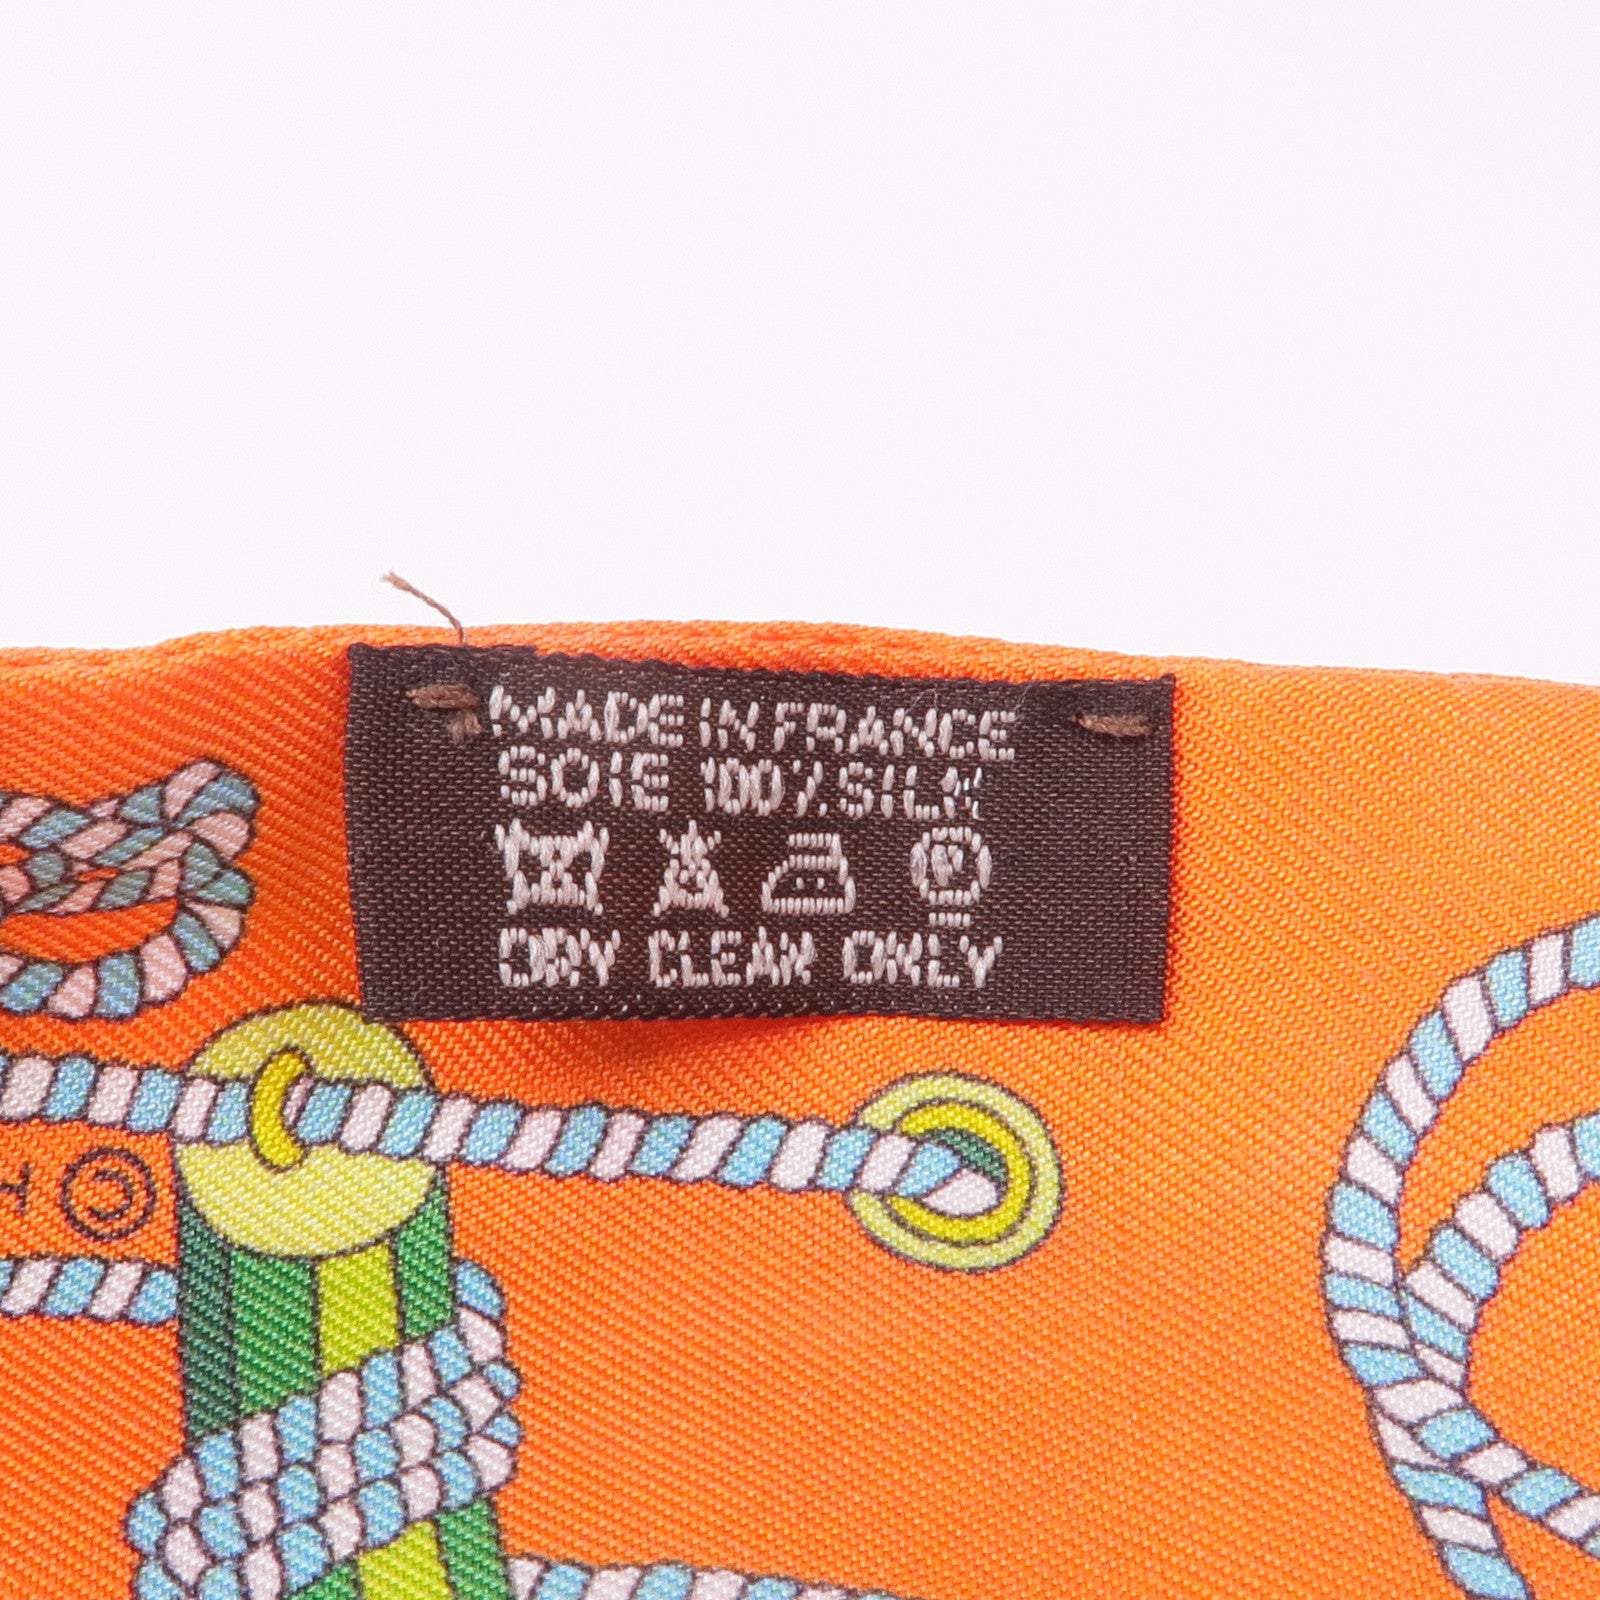 MADE IN FRANCE
SOIE 100% SILK
P
DRY CLEAN ONLY
©